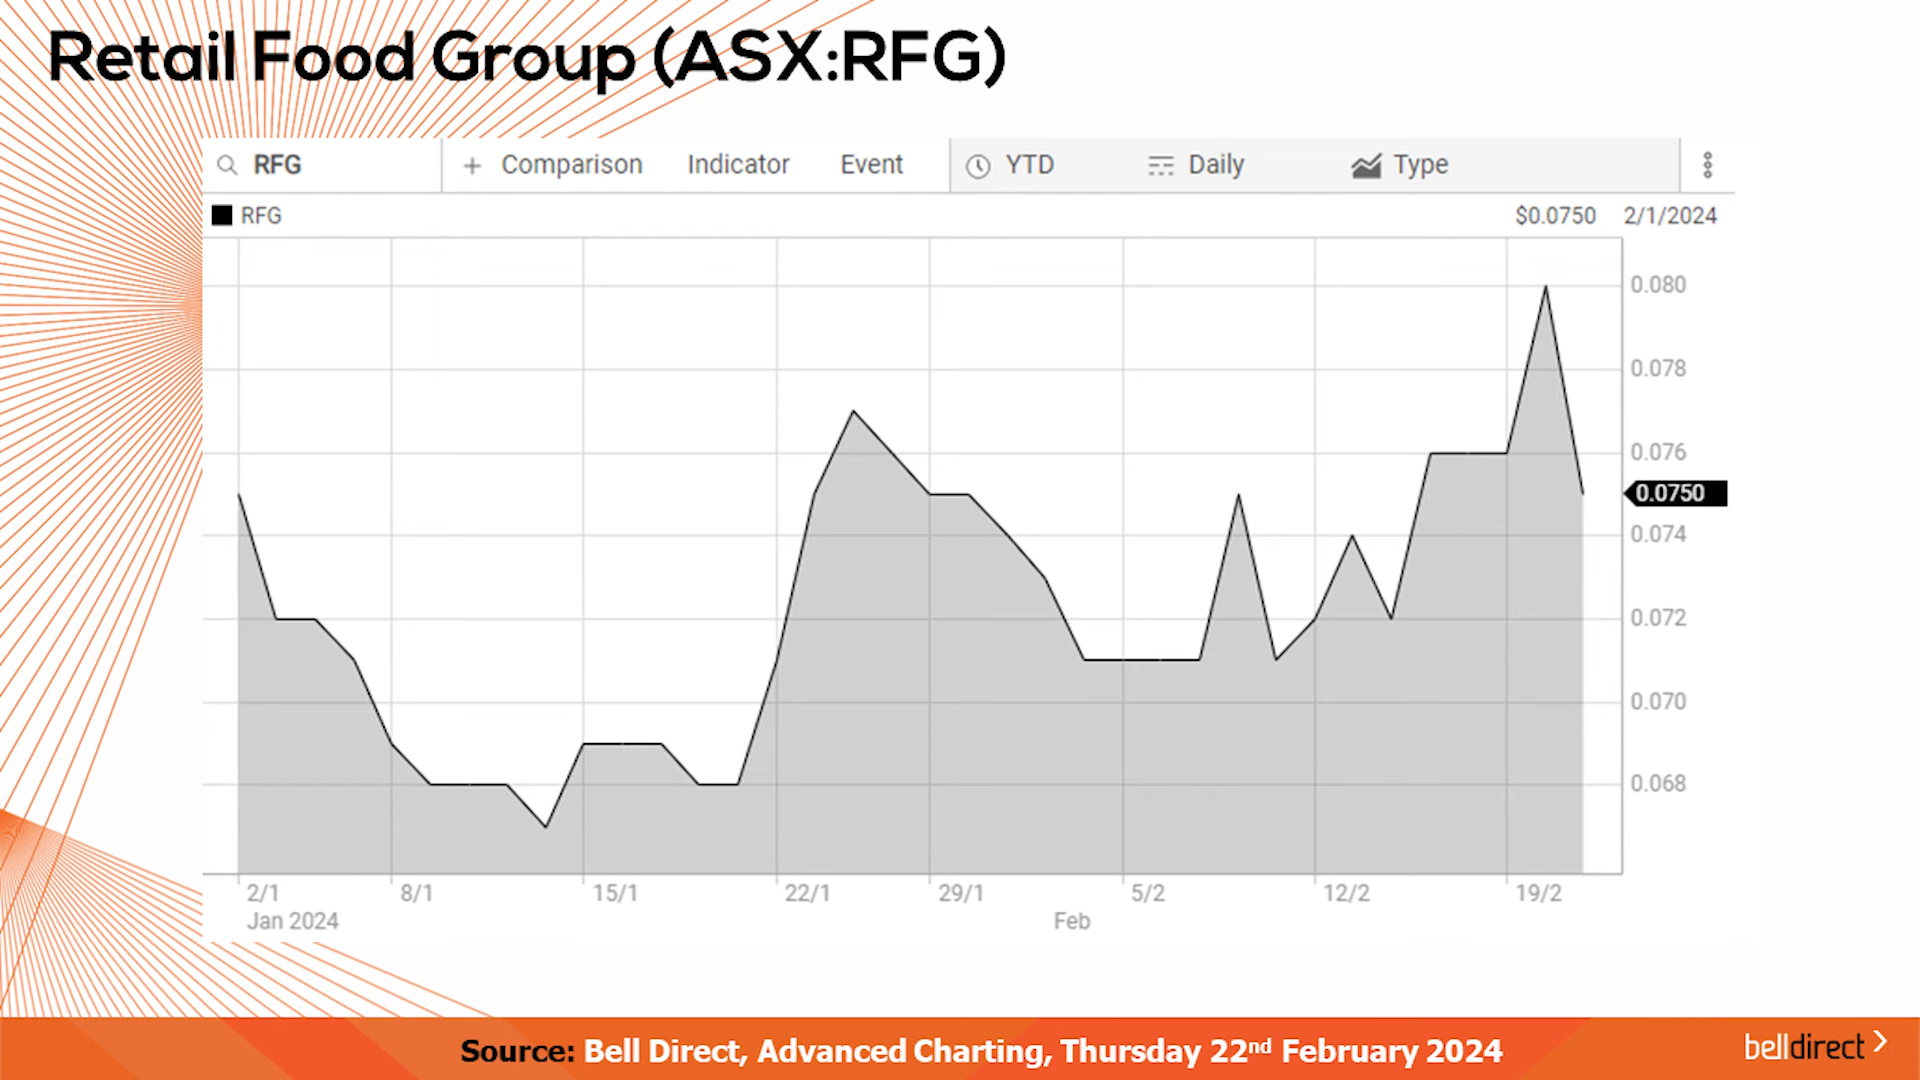 Retail Food Group (ASX:RFG)
RFG + Comparison Indicator Event YTD Daily Type
RFG $0.0750 2/1/2024
0.080
0.078
0.076
0.0750
0.074
0.072
0.070
0.068
2/1 8/1 15/1 22/1 29/1 5/2 12/2 19/2
Jan 2024 Feb
Source: Bell Direct, Advanced Charting, Thursday 22nd February 2024
belldirect